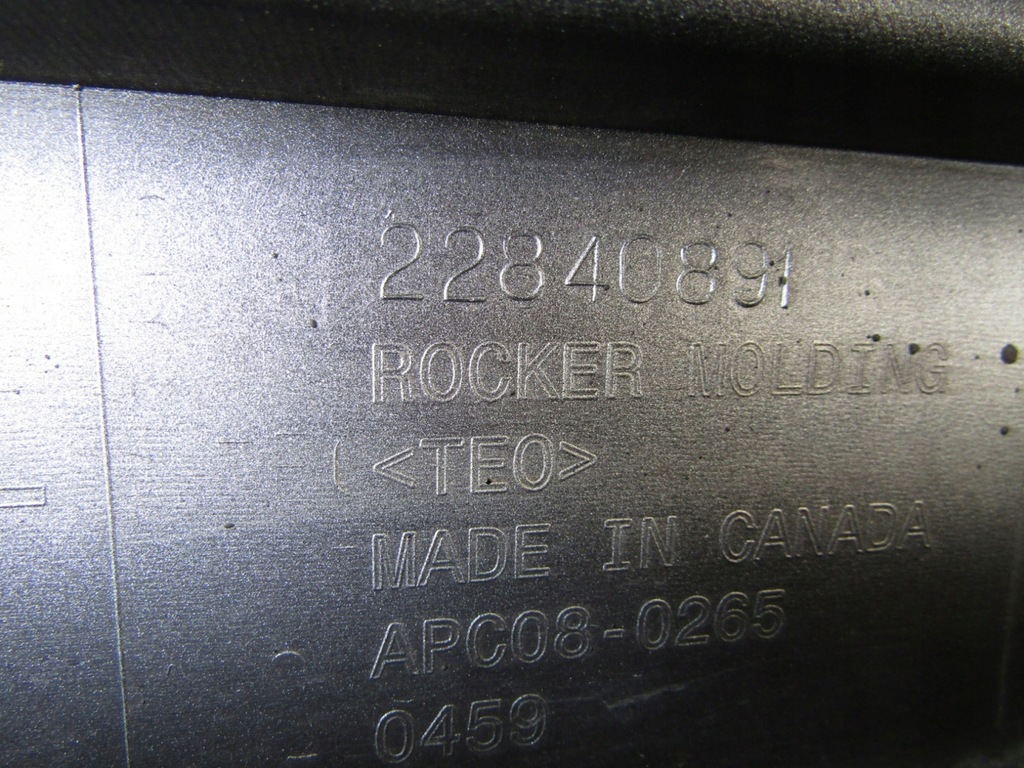 22840891
ROCKER MOLDING
<TEO>
MADE IN CANADA
APC08-0265
0459